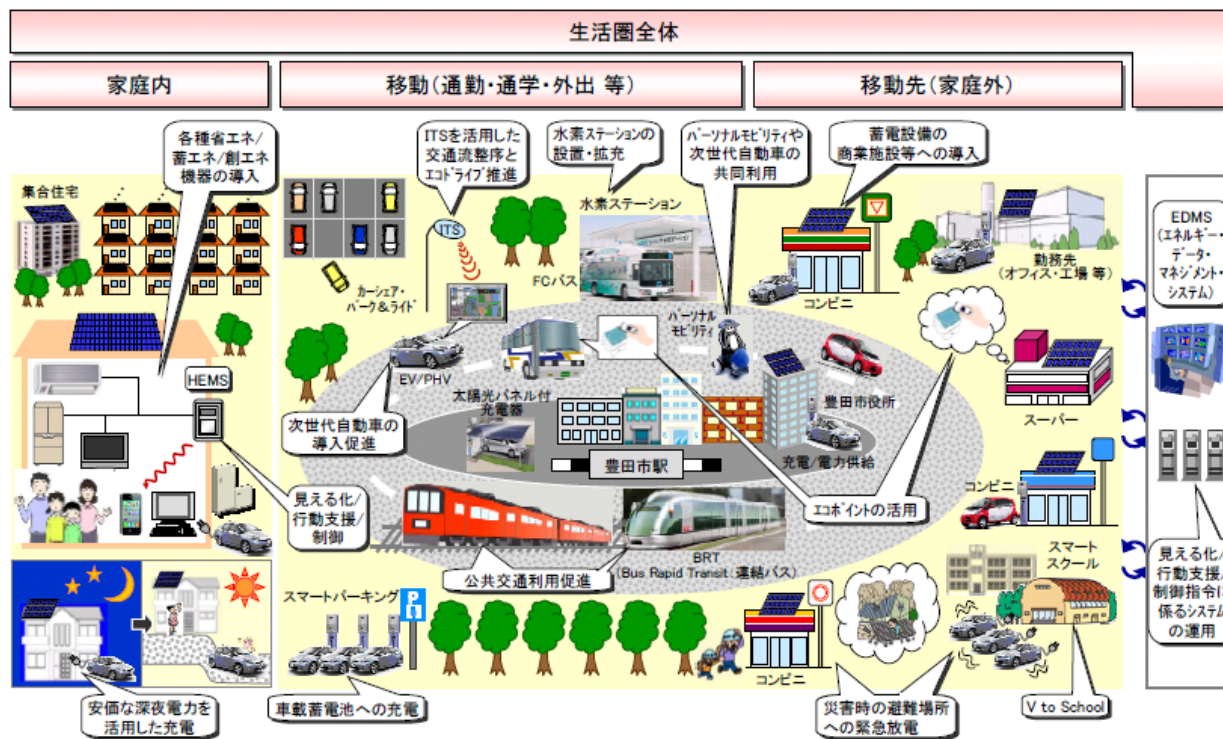 生活圏全体
家庭内
移動(通勤・通学・外出 等)
移動先(家庭外)
各種省エネ/
蓄エネ/創エネ
機器の導入
ITSを活用した
交通流整序と
エコドライブ推進
水素ステーションの
設置・拡充
パーソナルモビリティや
次世代自動車の
共同利用
蓄電設備の
商業施設等への導入
集合住宅
ITS
カーシェア・
パーク&ライド
水素ステーション
FCバス
パーソナル
モビリティ
コンビニ
勤務先
(オフィス・工場 等)
EDMS
(エネルギー・
データ・
マネジメント・
システム)
HEMS
EV/PHV
太陽光パネル付
充電器
次世代自動車の
導入促進
豊田市役所
スーパー
充電/電力供給
豊田市駅
見える化/
行動支援/
制御
エコポイントの活用
コンビニ
公共交通利用促進
BRT
(Bus Rapid Transit:連結バス)
スマート
スクール
見える化/
行動支援/
制御指令に
係るシステム
の運用
スマートパーキング
P
コンビニ
安価な深夜電力を
活用した充電
車載蓄電池への充電
災害時の避難場所
への緊急放電
V to School